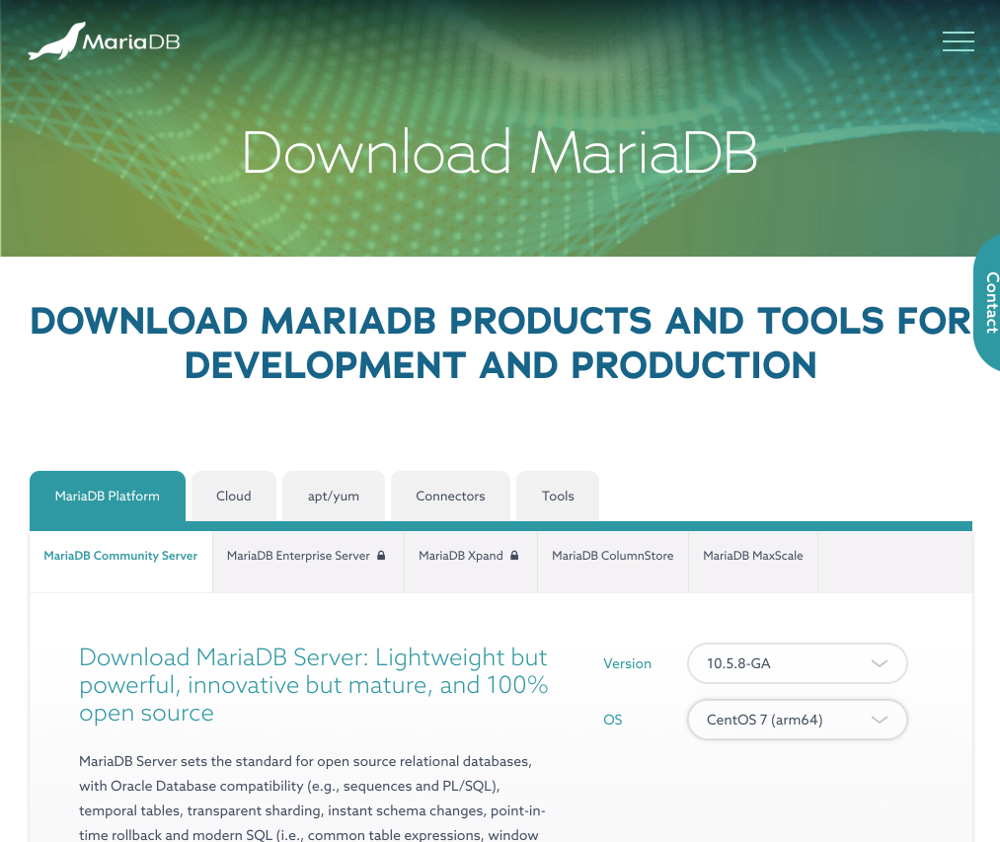 MariaDB
Download MariaDB
Contact
DOWNLOAD MARIADB PRODUCTS AND TOOLS FOR
DEVELOPMENT AND PRODUCTION
MariaDB Platform
Cloud
apt/yum
Connectors
Tools
MariaDB Community Server
MariaDB Enterprise Server
MariaDB Xpand
MariaDB ColumnStore
MariaDB MaxScale
Download MariaDB Server: Lightweight but
powerful, innovative but mature, and 100%
open source
Version
10.5.8-GA
OS
CentOS 7 (arm64)
MariaDB Server sets the standard for open source relational databases,
with Oracle Database compatibility (e.g., sequences and PL/SQL),
temporal tables, transparent sharding, instant schema changes, point-in-
time rollback and modern SQL (i.e., common table expressions, window